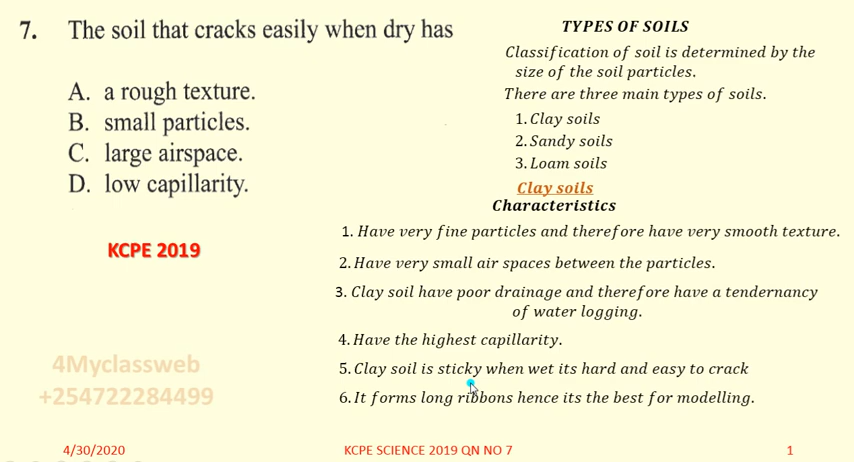 7. The soil that cracks easily when dry has
A. a rough texture.
B. small particles.
C. large airspace.
D. low capillarity.
KCPE 2019
4Myclassweb
+254722284499
TYPES OF SOILS
Classification of soil is determined by the
size of the soil particles.
There are three main types of soils.
1. Clay soils
2. Sandy soils
3. Loam soils
Clay soils
Characteristics
1. Have very fine particles and therefore have very smooth texture.
2. Have very small air spaces between the particles.
3. Clay soil have poor drainage and therefore have a tendernancy
of water logging.
4. Have the highest capillarity.
5. Clay soil is sticky when wet its hard and easy to crack
6. It forms long ribbons hence its the best for modelling.
4/30/2020
KCPE SCIENCE 2019 QN NO 7
1